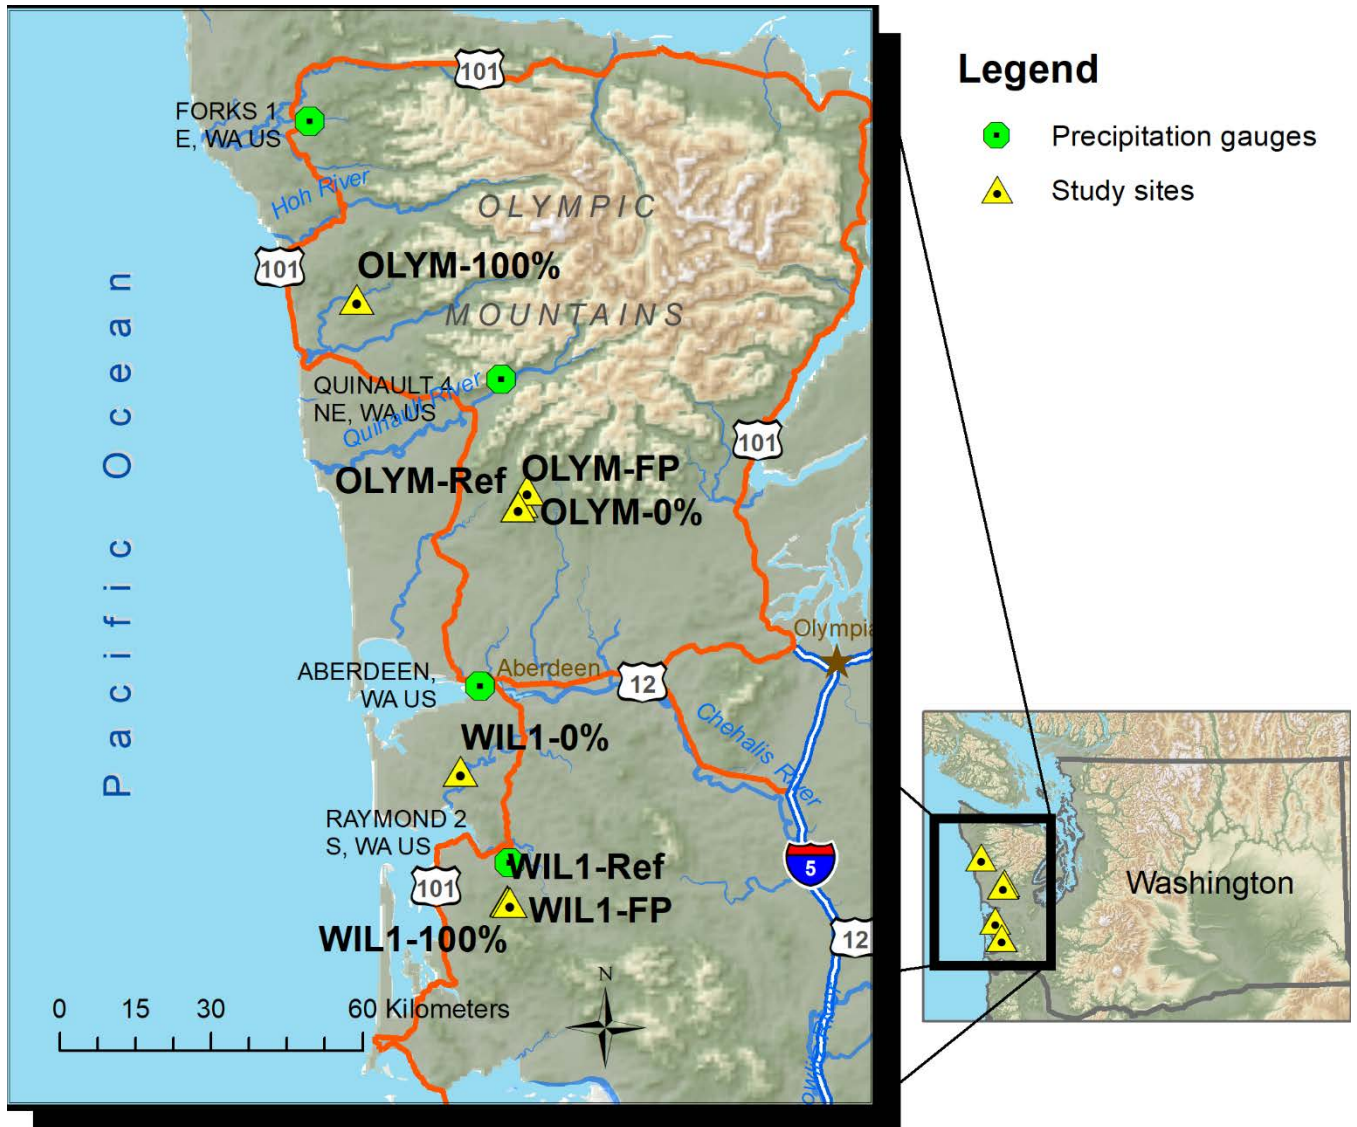 101
FORKS 1
E, WA US
Hoh River
OLYMPIC
101
OLYM-100%
MOUNTAINS
Pacific Ocean
QUINAULT 4
NE, WA US
Quinault River
101
OLYM-FP
OLYM-Ref
OLYM-0%
Olympia
ABERDEEN,
WA US
Aberdeen
12
Chehalis River
WIL1-0%
RAYMOND 2
S, WA US
WIL1-Ref
5
101
WIL1-FP
WIL1-100%
12
N
0 15 30 60 Kilometers
Legend
Precipitation gauges
Study sites
Washington